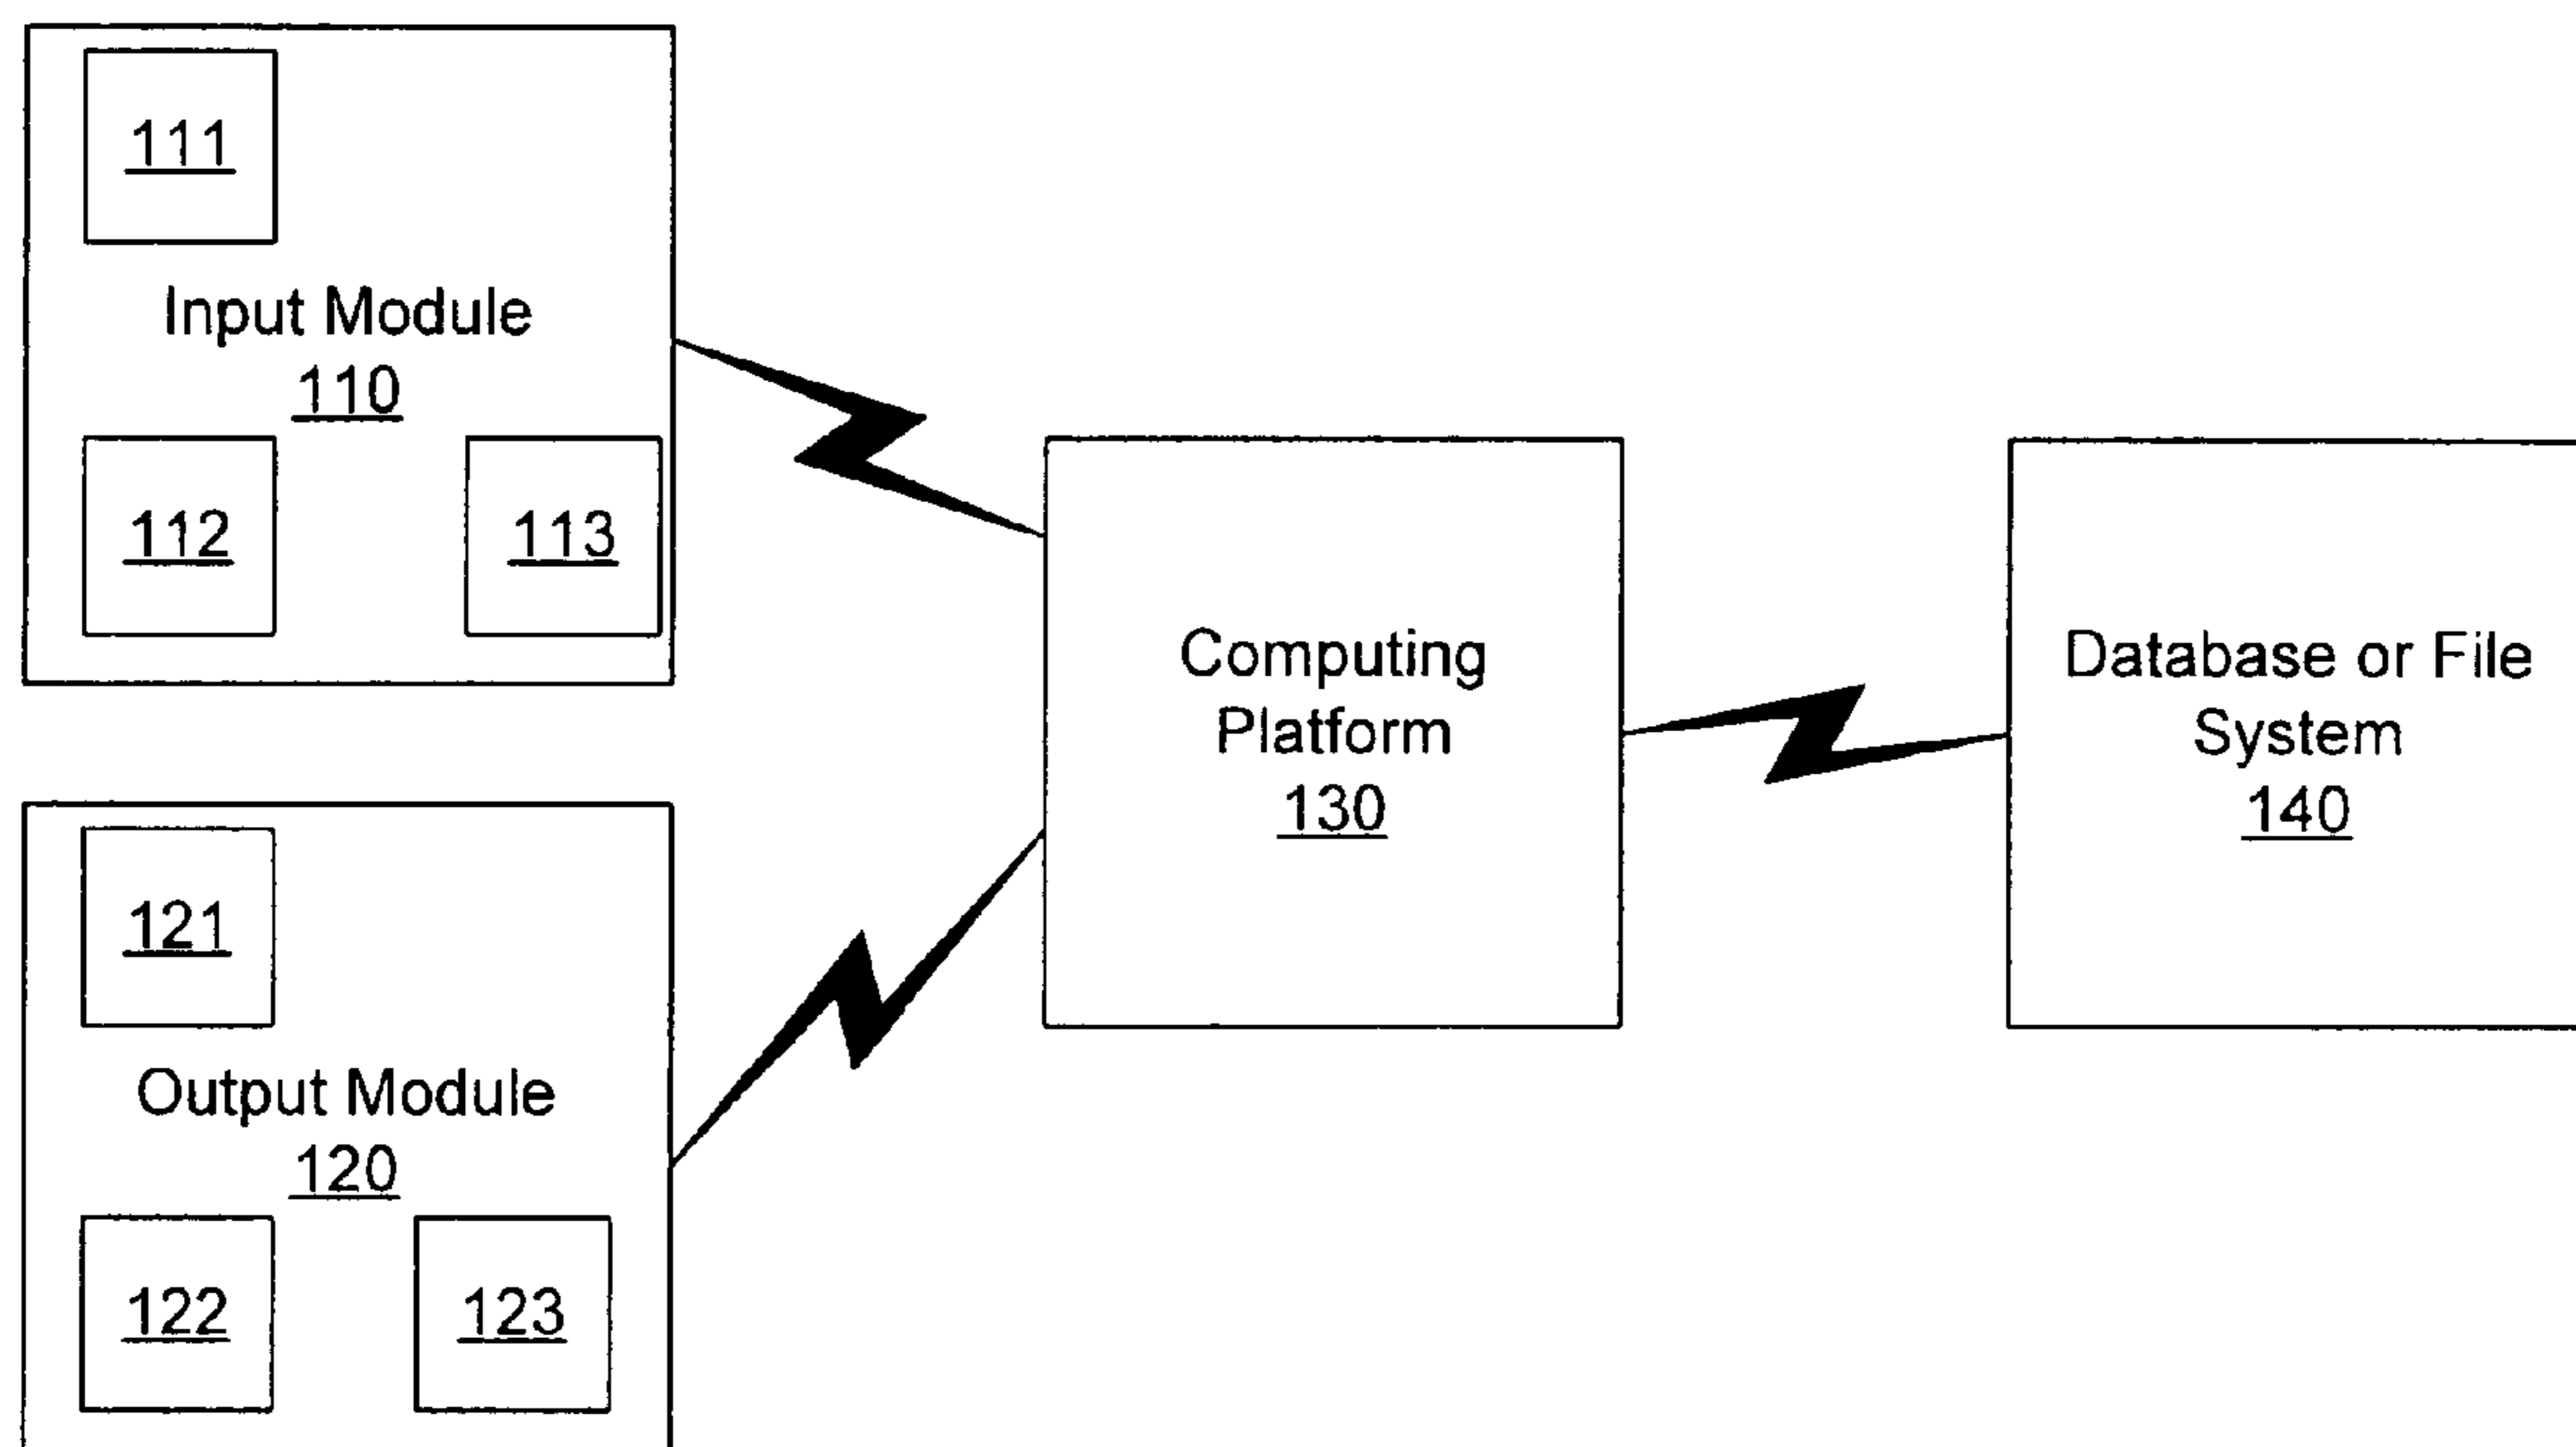 111
Input Module
110
112
113
Computing
Platform
130
Database or File
System
140
121
Output Module
120
122
123